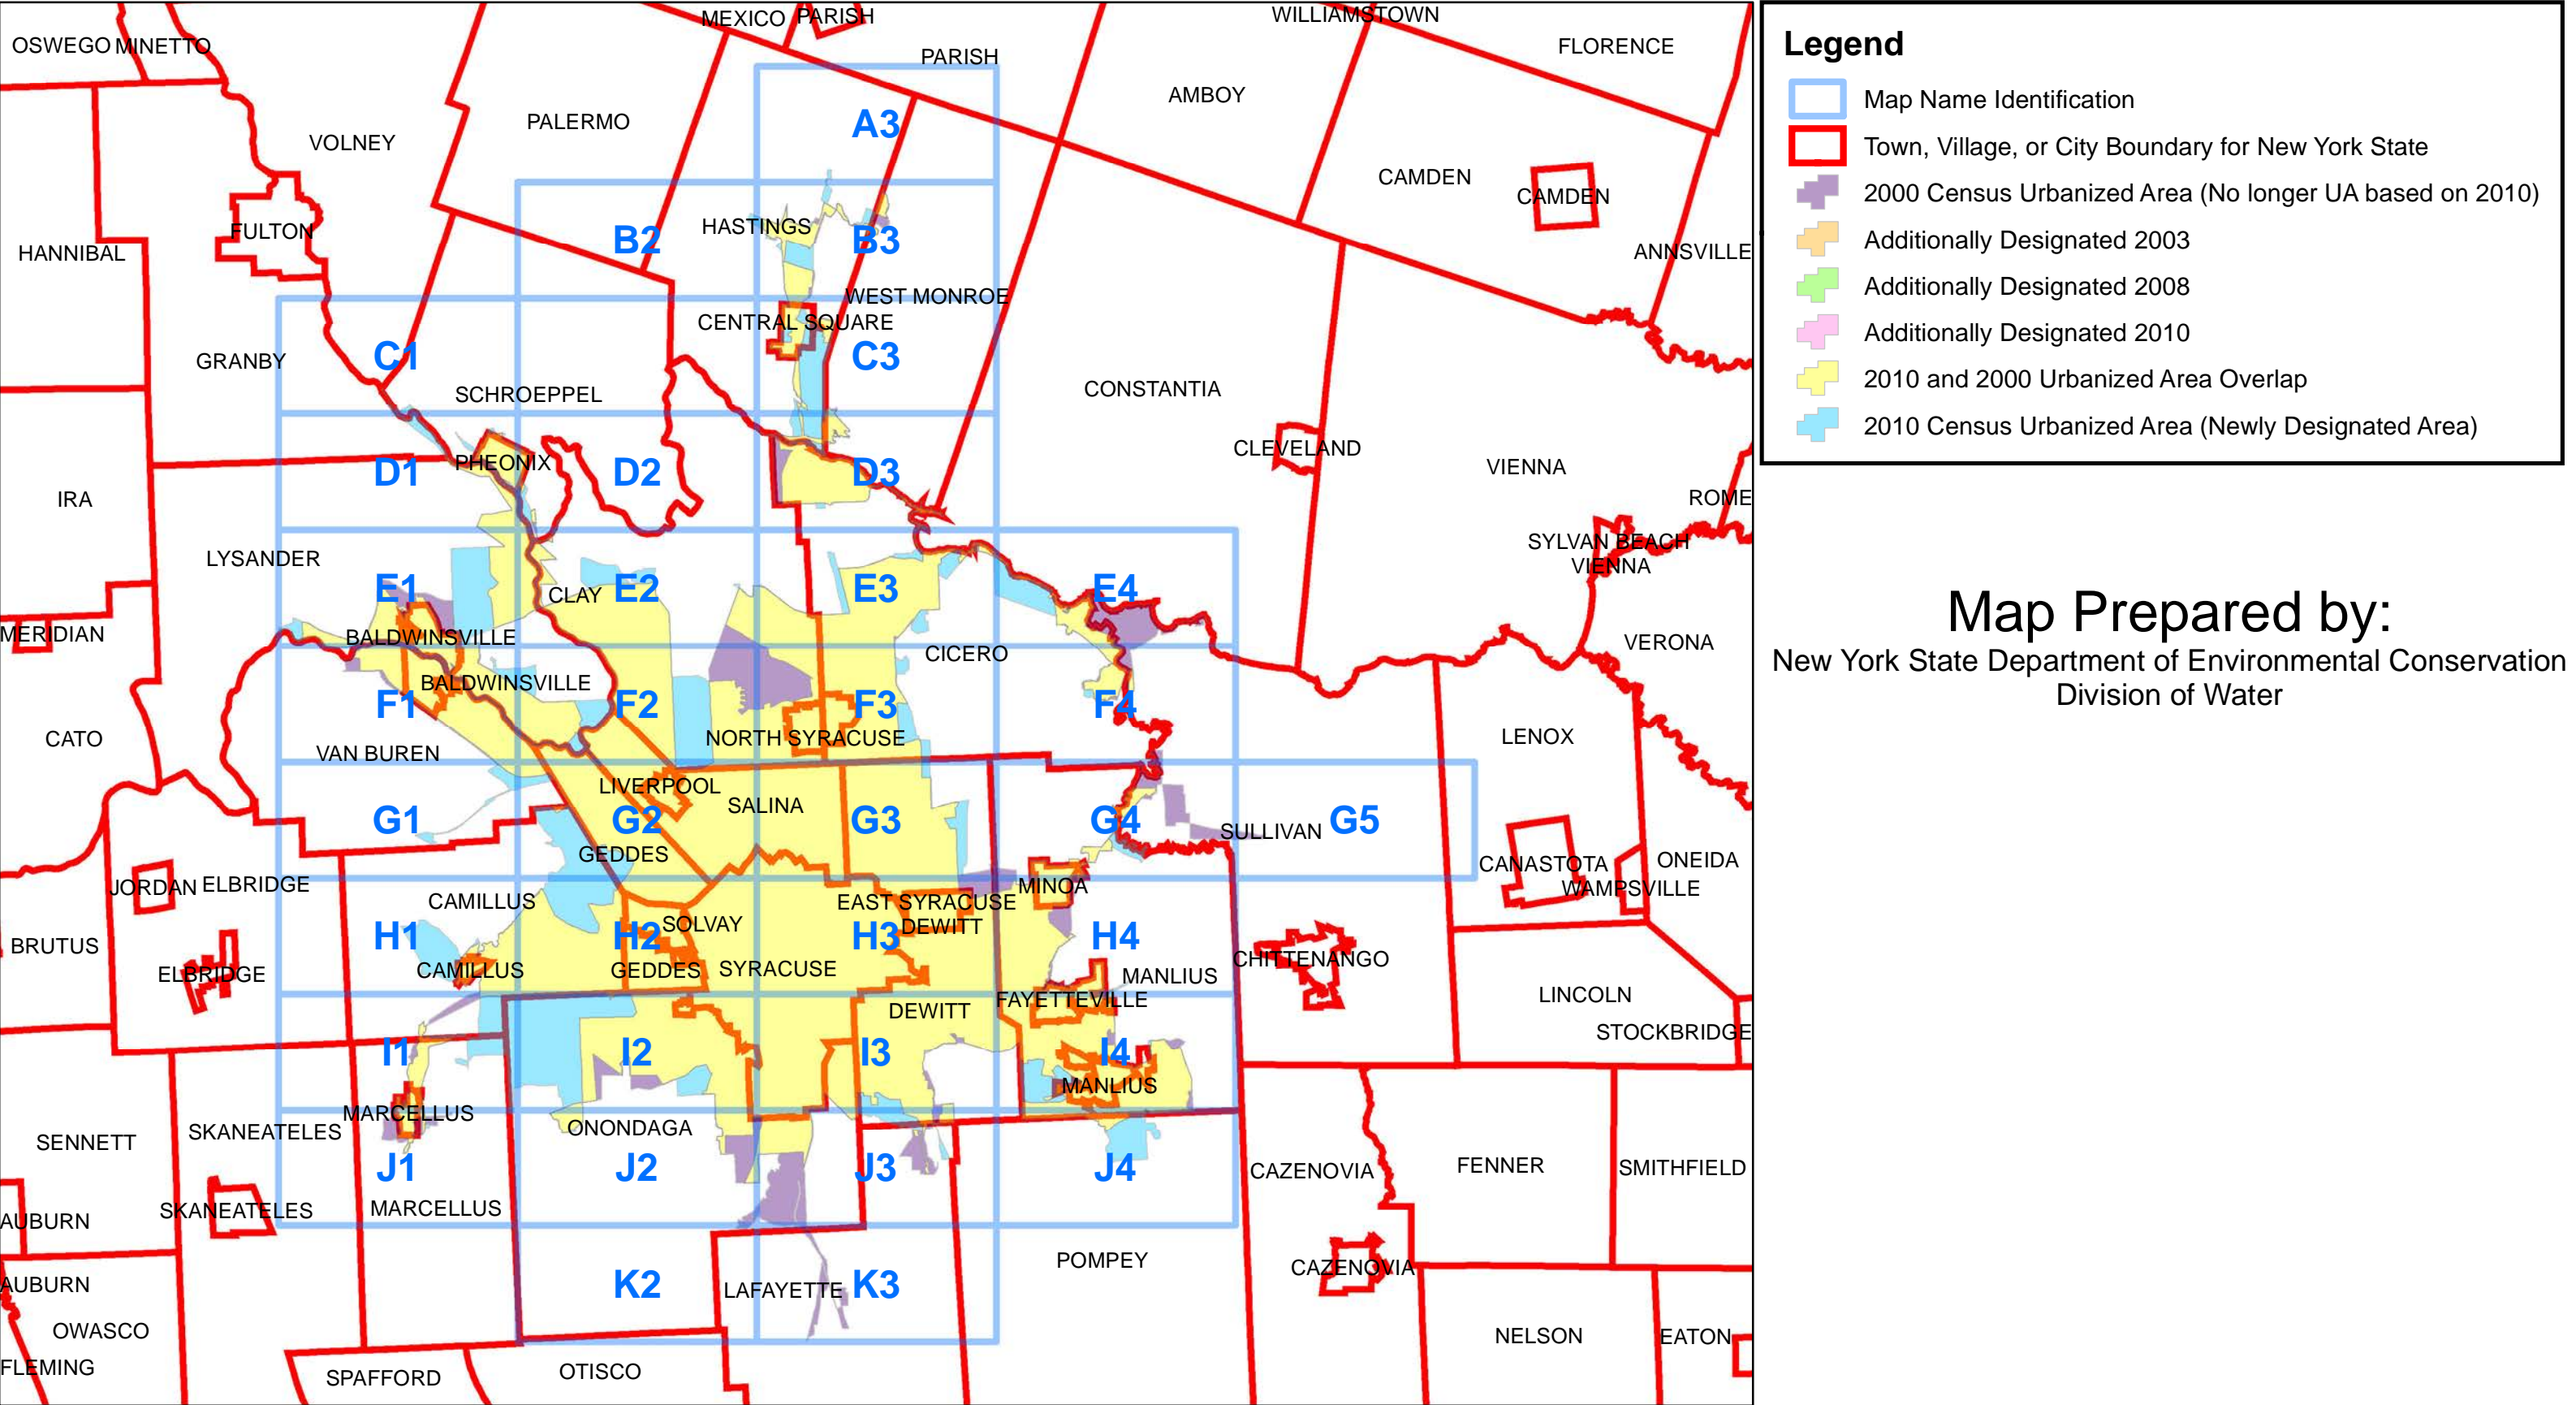 MEXICO
PARISH
WILLIAMSTOWN
OSWEGO
MINETTO
FLORENCE
PARISH
AMBOY
PALERMO
A3
VOLNEY
CAMDEN
CAMDEN
HASTINGS
FULTON
B2
B3
HANNIBAL
ANNSVILLE
WEST MONROE
CENTRAL SQUARE
GRANBY
C1
C3
SCHROEPPEL
CONSTANTIA
CLEVELAND
PHEONIX
VIENNA
D1
D2
D3
IRA
ROME
SYLVAN BEACH
LYSANDER
VIENNA
E1
CLAY
E2
E3
E4
MERIDIAN
BALDWINSVILLE
CICERO
VERONA
BALDWINSVILLE
F1
F2
F3
F4
CATO
NORTH SYRACUSE
LENOX
VAN BUREN
LIVERPOOL
SALINA
G1
G2
G3
G4
SULLIVAN
G5
GEDDES
CANASTOTA
ONEIDA
JORDAN
ELBRIDGE
MINOA
WAMPSVILLE
CAMILLUS
EAST SYRACUSE
SOLVAY
DEWITT
BRUTUS
H1
H2
H3
H4
ELBRIDGE
CAMILLUS
GEDDES
SYRACUSE
MANLIUS
CHITTENANGO
FAYETTEVILLE
LINCOLN
DEWITT
STOCKBRIDGE
I1
I2
I3
I4
MANLIUS
MARCELLUS
SENNETT
SKANEATELES
ONONDAGA
J1
J2
J3
J4
CAZENOVIA
FENNER
SMITHFIELD
AUBURN
SKANEATELES
MARCELLUS
POMPEY
CAZENOVIA
AUBURN
K2
LAFAYETTE
K3
OWASCO
NELSON
EATON
FLEMING
SPAFFORD
OTISCO
Legend
Map Name Identification
Town, Village, or City Boundary for New York State
2000 Census Urbanized Area (No longer UA based on 2010)
Additionally Designated 2003
Additionally Designated 2008
Additionally Designated 2010
2010 and 2000 Urbanized Area Overlap
2010 Census Urbanized Area (Newly Designated Area)
Map Prepared by:
New York State Department of Environmental Conservation
Division of Water